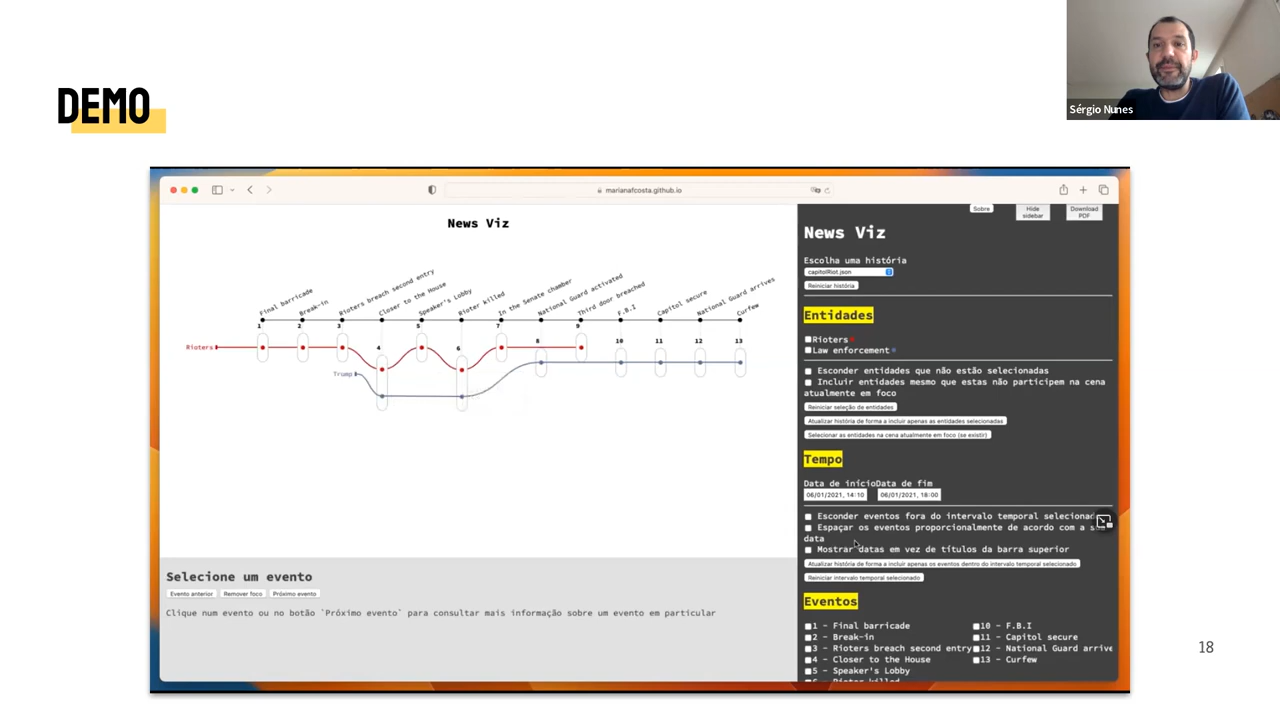 DEMO
Sérgio Nunes
marianafcosta.github.io
News Viz
Final barricade
Break-in
Rioters breach second entry
Closer to the House
Speaker's Lobby
Rioter killed
In the Senate chamber
National Guard activated
Third door breached
F.B.I
Capitol secure
National Guard arrives
Curfew
1
2
3
4
5
6
7
8
9
10
11
12
13
Rioters
Trump
Selecione um evento
Evento anterior
Remover foco
Próximo evento
Clique num evento ou no botão `Próximo evento` para consultar mais informação sobre um evento em particular
Sobre
Hide sidebar
Download PDF
News Viz
Escolha uma história
capitolRiot.json
Reiniciar história
Entidades
Rioters
Law enforcement
Esconder entidades que não estão selecionadas
Incluir entidades mesmo que estas não participem na cena
atualmente em foco
Reiniciar seleção de entidades
Atualizar história de forma a incluir apenas as entidades selecionadas
Selecionar as entidades na cena atualmente em foco (se existir)
Tempo
Data de inícioData de fim
06/01/2021, 14:10 06/01/2021, 18:00
Esconder eventos fora do intervalo temporal selecionad
Espaçar os eventos proporcionalmente de acordo com a s
data
Mostrar datas em vez de títulos da barra superior
Atualizar história de forma a incluir apenas os eventos dentro do intervalo temporal selecionado
Reiniciar intervalo temporal selecionado
Eventos
1 - Final barricade
2 - Break-in
3 - Rioters breach second entry
4 - Closer to the House
5 - Speaker's Lobby
10 - F.B.I
11 - Capitol secure
12 - National Guard arrive
13 - Curfew
18